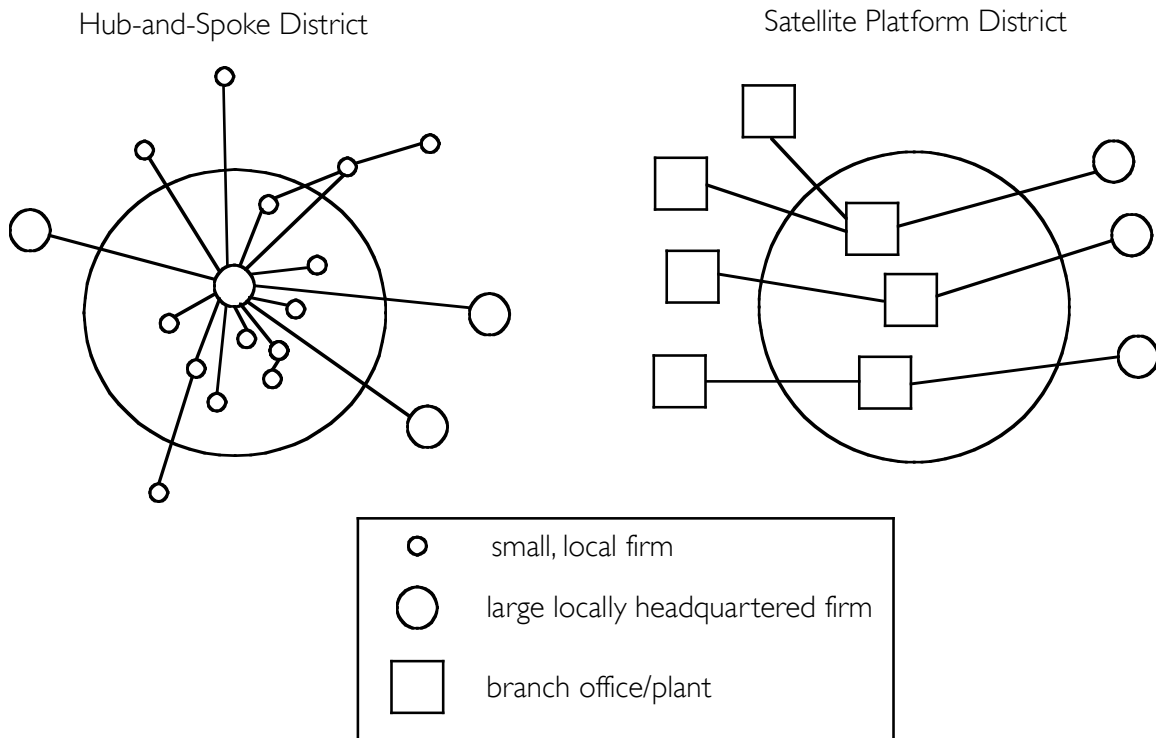 Hub-and-Spoke District
Satellite Platform District
small, local firm
large locally headquartered firm
branch office/plant